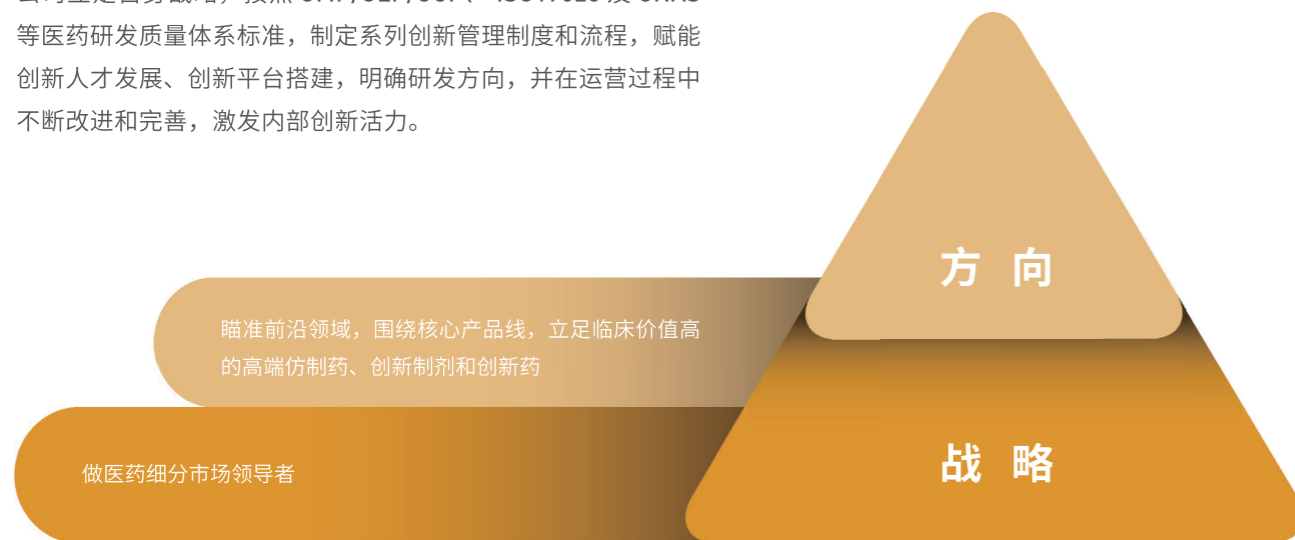 等医药研发质量体系标准，制定系列创新管理制度和流程，赋能
创新人才发展、创新平台搭建，明确研发方向，并在运营过程中
不断改进和完善，激发内部创新活力。
方 向
瞄准前沿领域，围绕核心产品线，立足临床价值高
的高端仿制药、创新制剂和创新药
战 略
做医药细分市场领导者